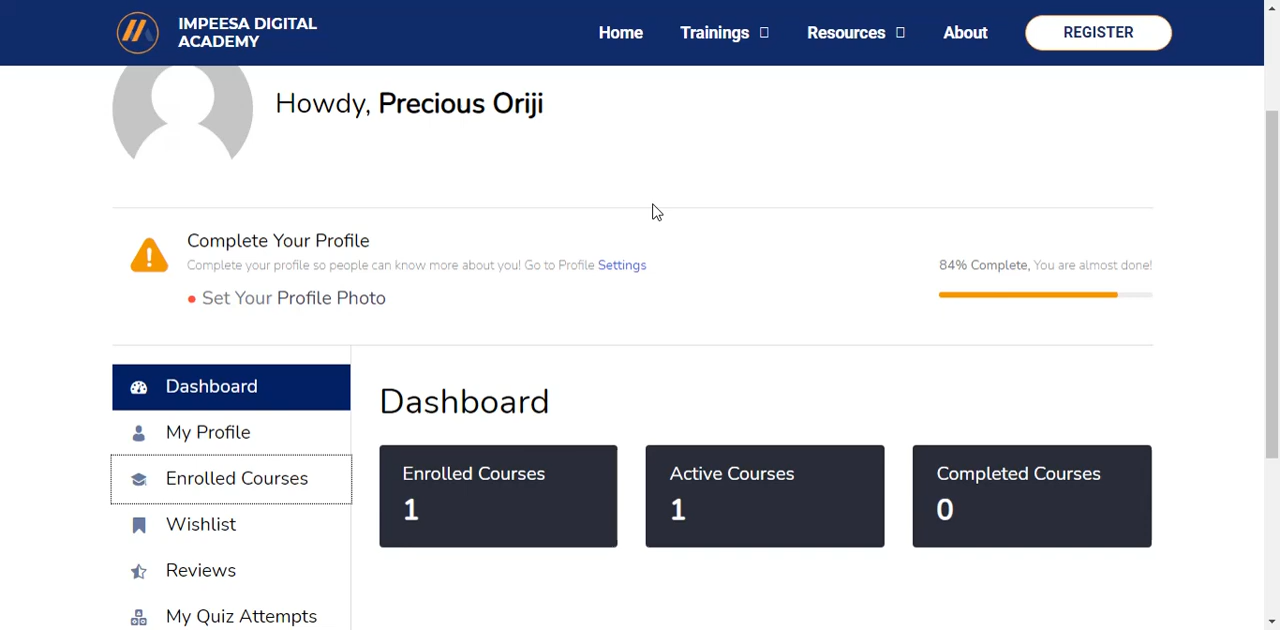 IMPEESA DIGITAL
ACADEMY
Home
Trainings
Resources
About
REGISTER
Howdy, Precious Oriji
Complete Your Profile
Complete your profile so people can know more about you! Go to Profile Settings
Set Your Profile Photo
84% Complete, You are almost done!
Dashboard
My Profile
Enrolled Courses
Wishlist
Reviews
My Quiz Attempts
Dashboard
Enrolled Courses
1
Active Courses
1
Completed Courses
0